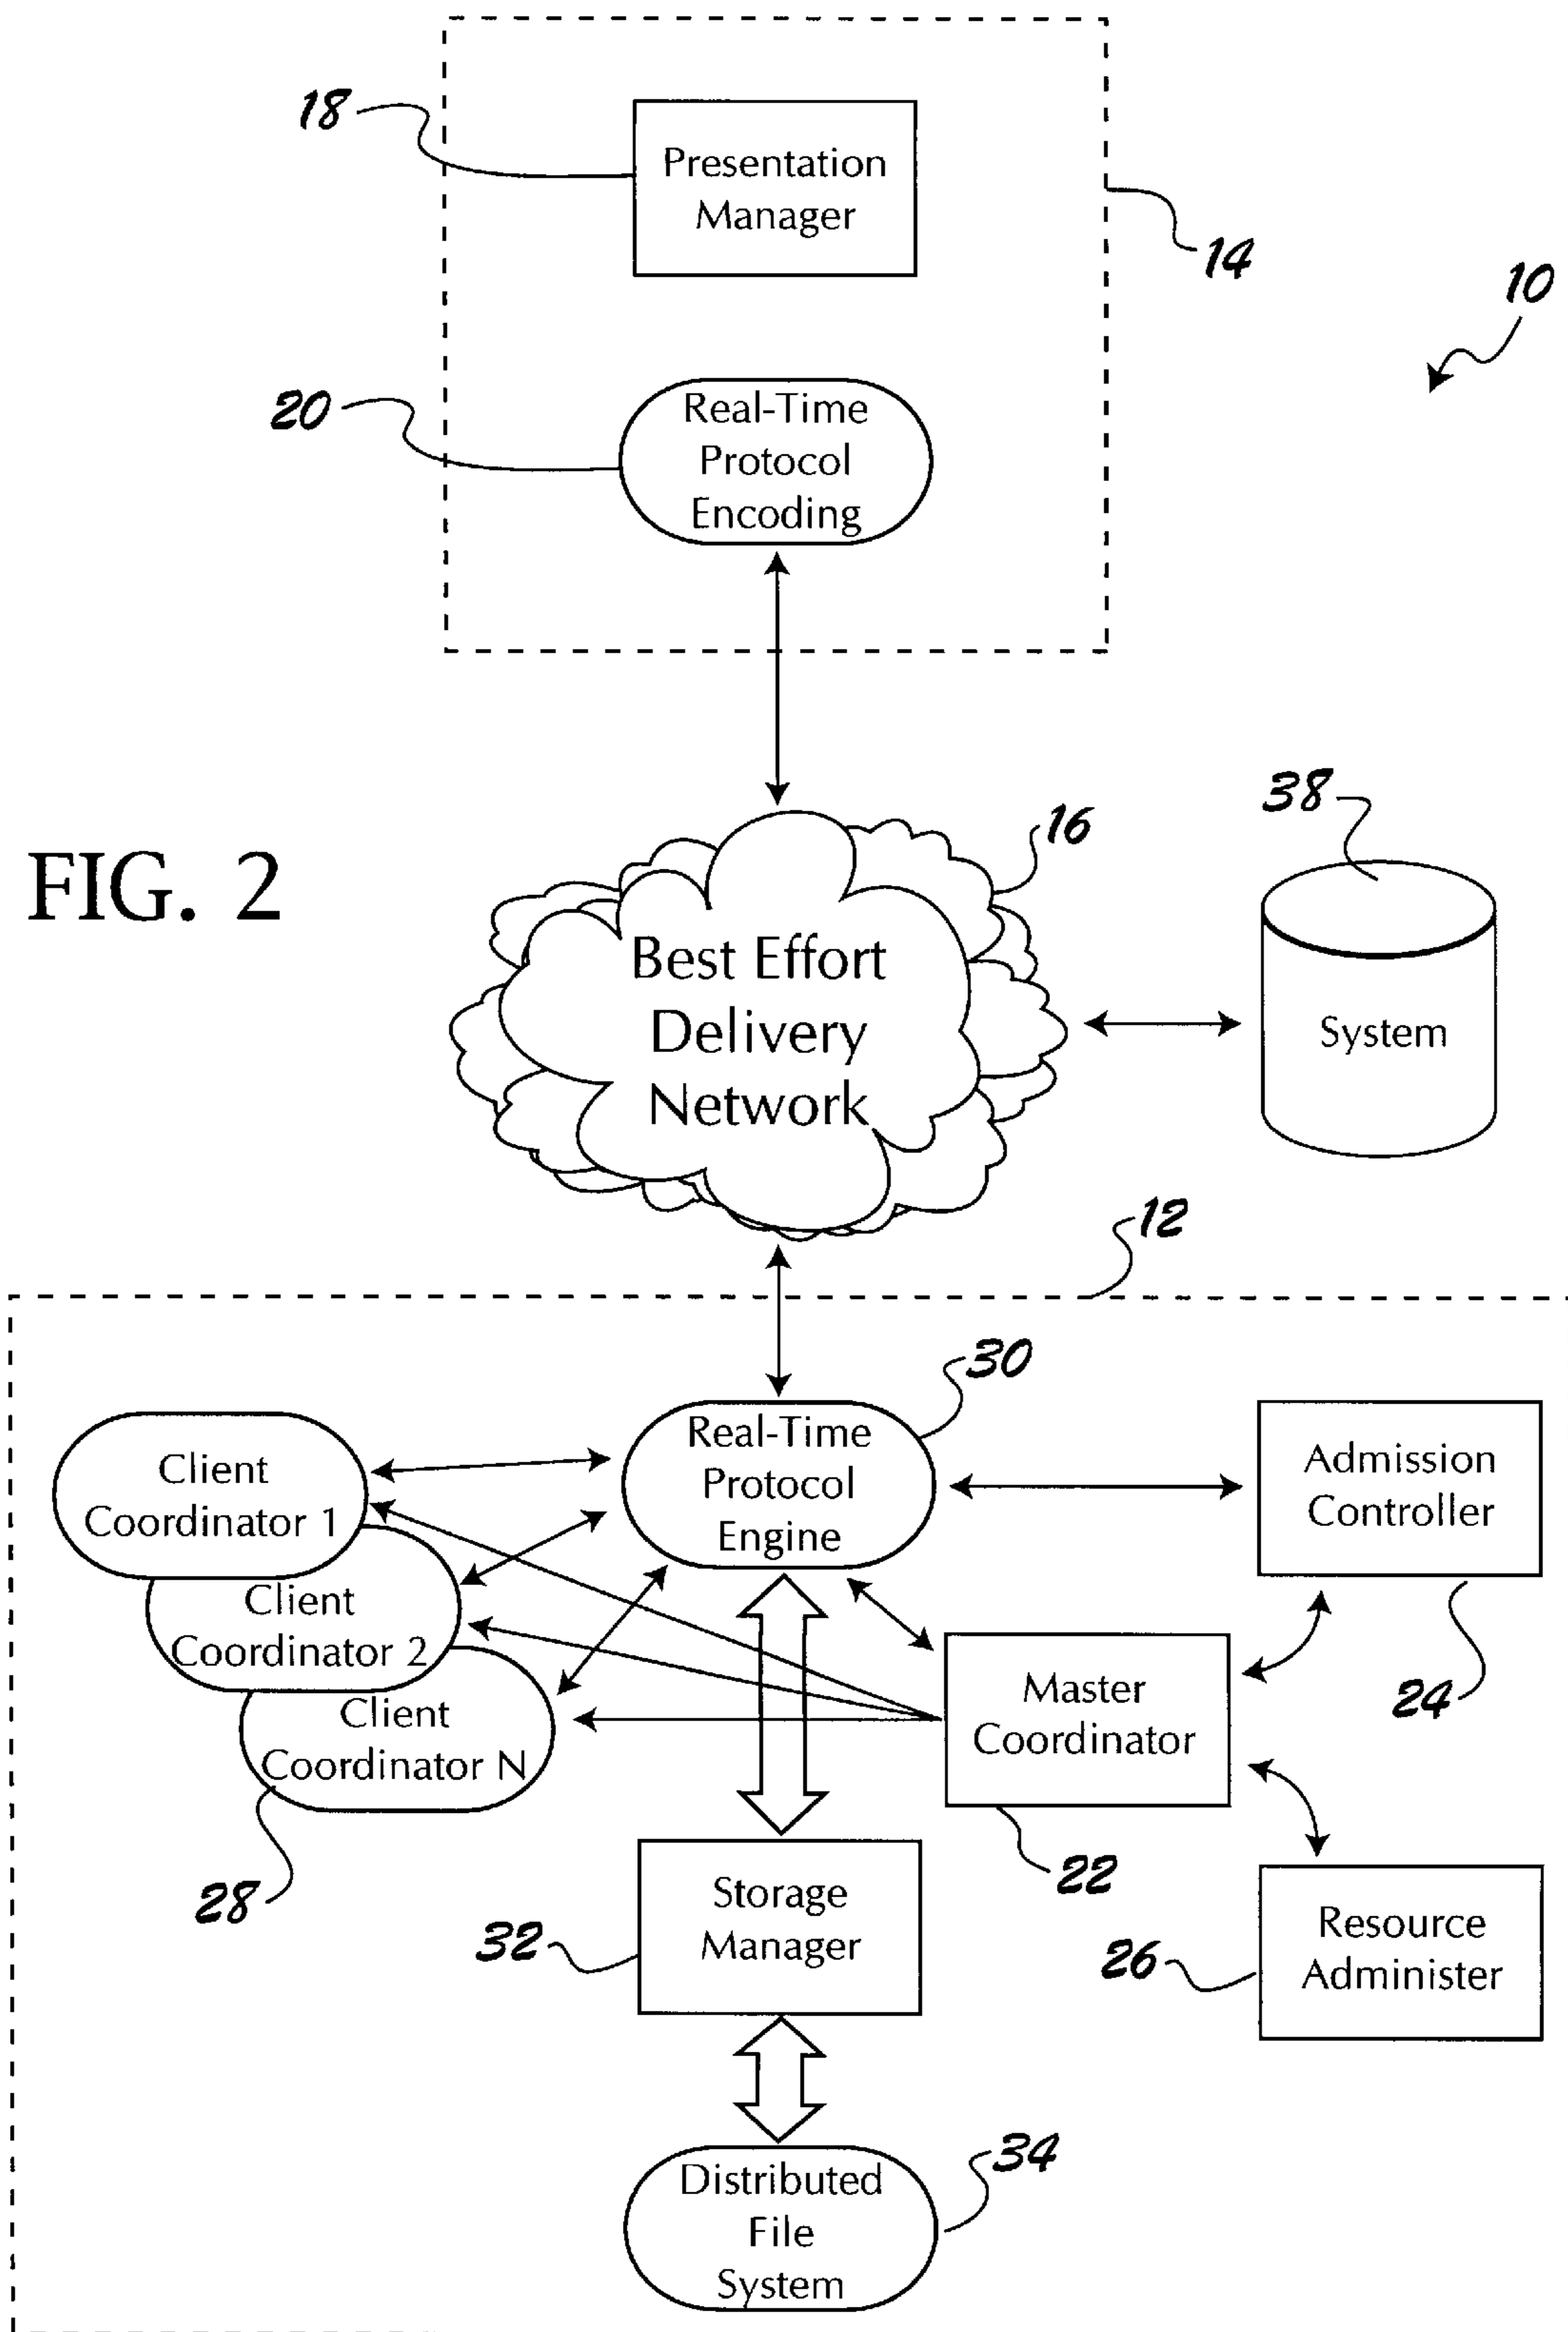 18
Presentation
Manager
14
10
20
Real-Time
Protocol
Encoding
FIG. 2
16
38
Best Effort
Delivery
Network
System
12
30
Client
Coordinator 1
Real-Time
Protocol
Engine
Admission
Controller
Client
Coordinator 2
24
Client
Coordinator N
Master
Coordinator
28
22
32
Storage
Manager
26
Resource
Administer
34
Distributed
File
System